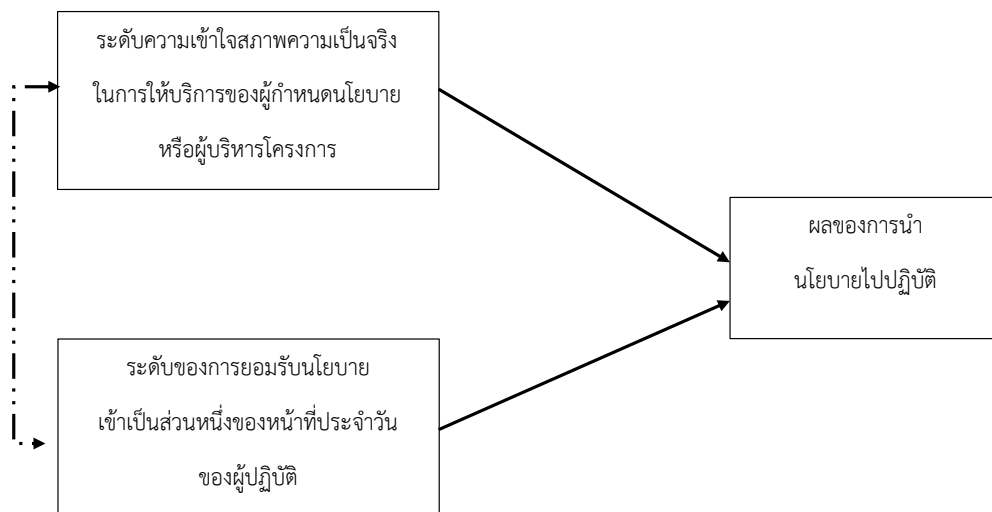 ระดับความเข้าใจสภาพความเป็นจริง
ในการให้บริการของผู้กำหนดนโยบาย
หรือผู้บริหารโครงการ
ผลของการนำ
นโยบายไปปฏิบัติ
ระดับของการยอมรับนโยบาย
เข้าเป็นส่วนหนึ่งของหน้าที่ประจำวัน
ของผู้ปฏิบัติ